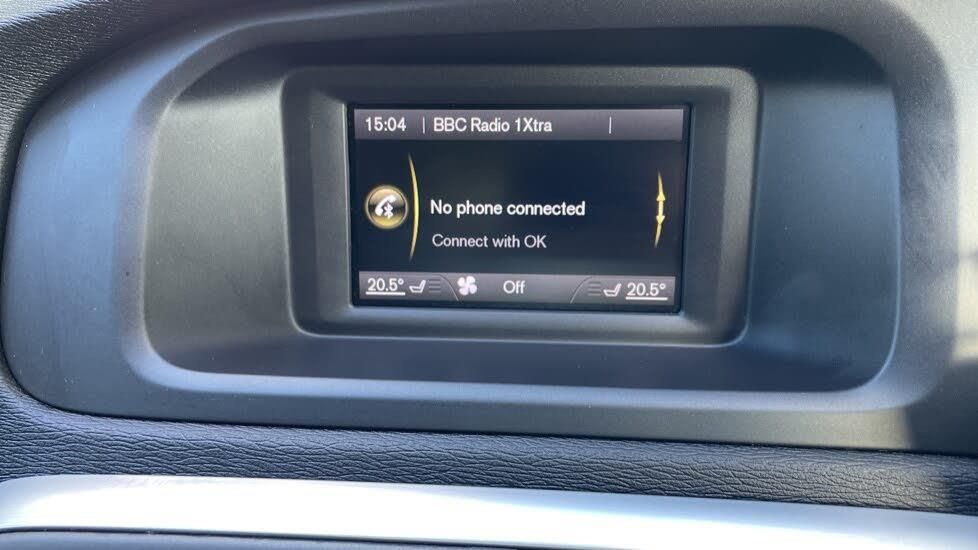 15:04 | BBC Radio 1Xtra |
No phone connected
Connect with OK
20.5° Off 20.5°